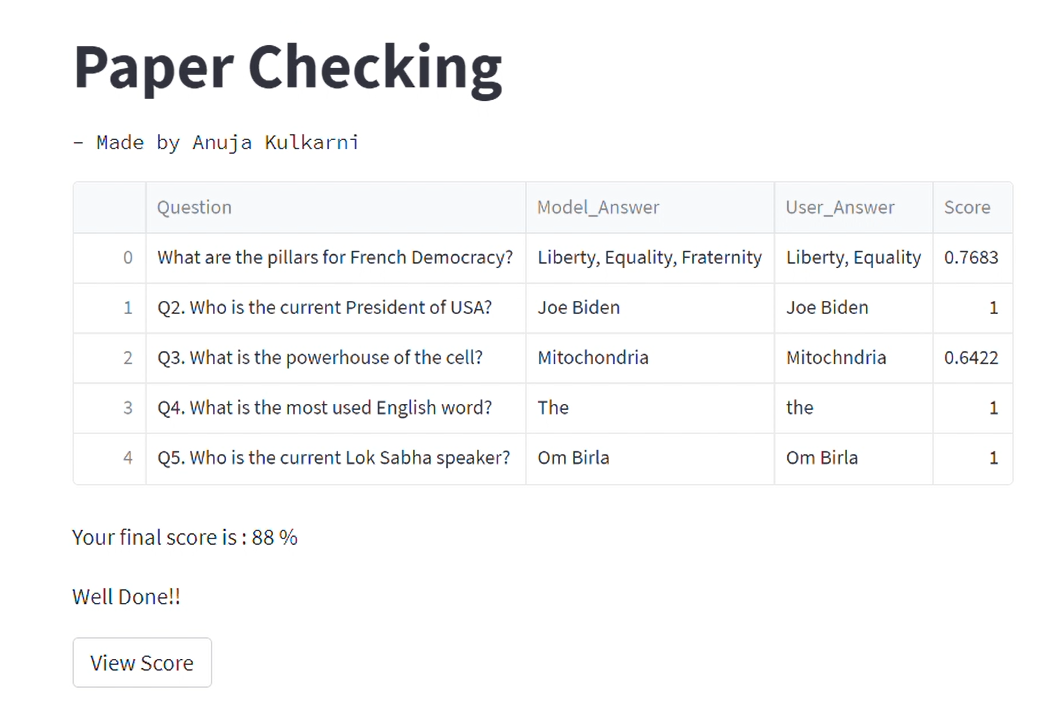 Paper Checking
– Made by Anuja Kulkarni
Question Model_Answer User_Answer Score
0 What are the pillars for French Democracy? Liberty, Equality, Fraternity Liberty, Equality 0.7683
1 Q2. Who is the current President of USA? Joe Biden Joe Biden 1
2 Q3. What is the powerhouse of the cell? Mitochondria Mitochndria 0.6422
3 Q4. What is the most used English word? The the 1
4 Q5. Who is the current Lok Sabha speaker? Om Birla Om Birla 1
Your final score is : 88 %
Well Done!!
View Score